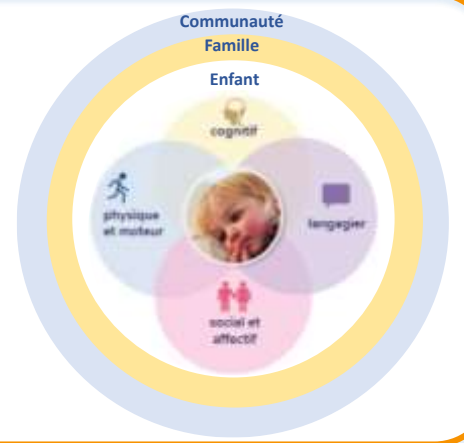 Communauté
Famille
Enfant
cognitif
physique
et moteur
langagier
social et
affectif